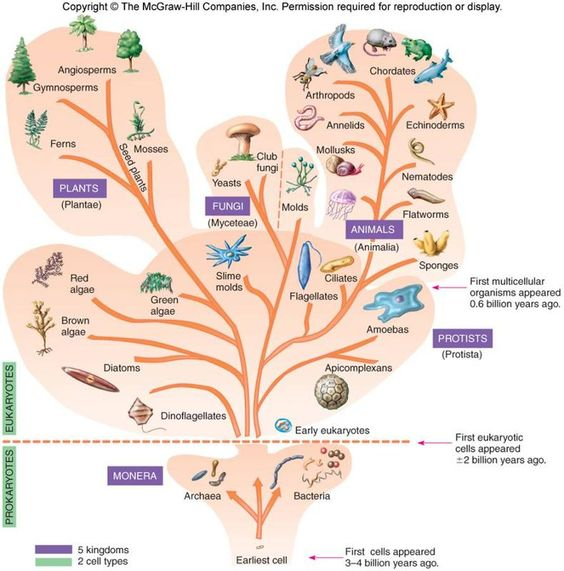 Copyright © The McGraw-Hill Companies, Inc. Permission required for reproduction or display.
Angiosperms
Gymnosperms
Ferns
Mosses
Seed plants
PLANTS
(Plantae)
Club
fungi
Yeasts
Molds
FUNGI
(Myceteae)
Chordates
Arthropods
Annelids
Echinoderms
Mollusks
Nematodes
Flatworms
ANIMALS
(Animalia)
Sponges
Red
algae
Green
algae
Brown
algae
Diatoms
Dinoflagellates
Slime
molds
Flagellates
Ciliates
Amoebas
Apicomplexans
Early eukaryotes
PROTISTS
(Protista)
First multicellular
organisms appeared
0.6 billion years ago.
EUKARYOTES
PROKARYOTES
First eukaryotic
cells appeared
±2 billion years ago.
MONERA
Archaea
Bacteria
Earliest cell
First cells appeared
3–4 billion years ago.
5 kingdoms
2 cell types